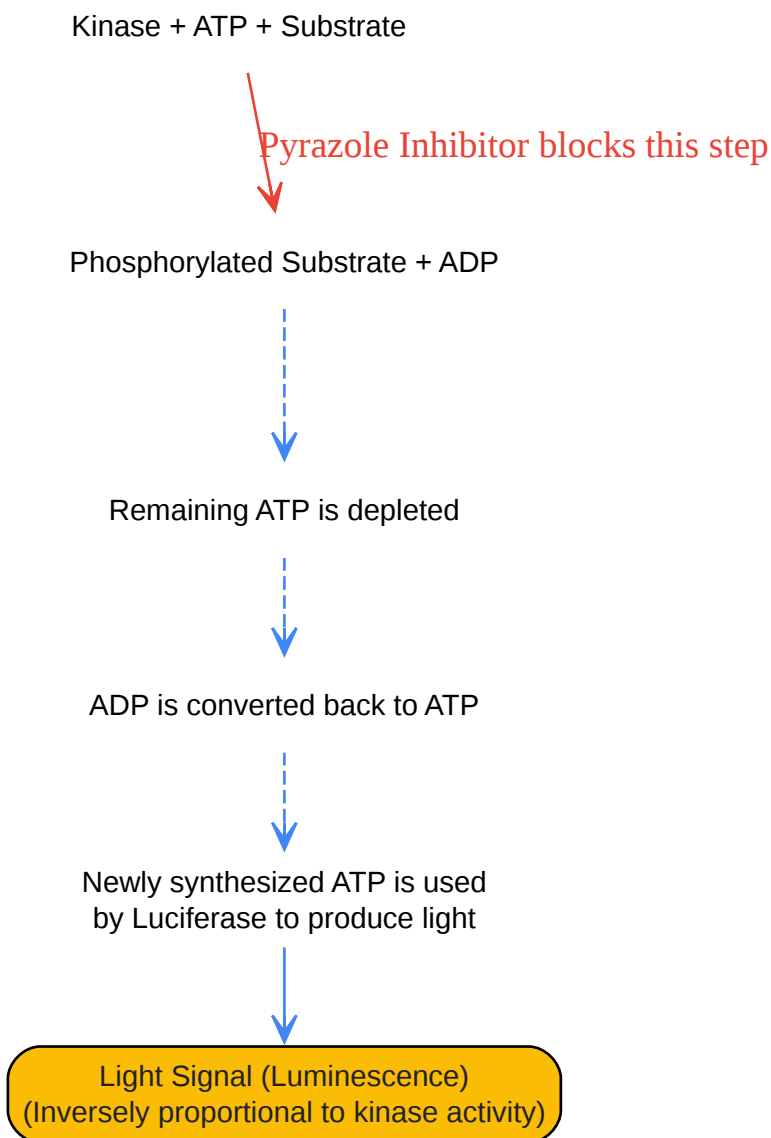 Kinase + ATP + Substrate
Pyrazole Inhibitor blocks this step
Phosphorylated Substrate + ADP
Remaining ATP is depleted
ADP is converted back to ATP
Newly synthesized ATP is used
by Luciferase to produce light
Light Signal (Luminescence)
(Inversely proportional to kinase activity)